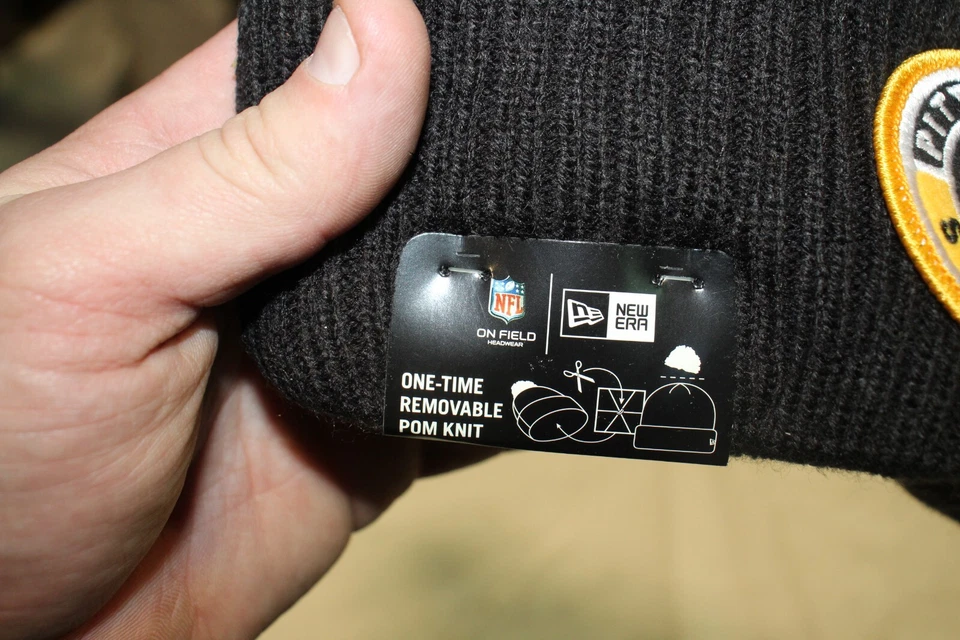 NFL
ON FIELD
HEADWEAR
NEW
ERA
ONE-TIME
REMOVABLE
POM KNIT